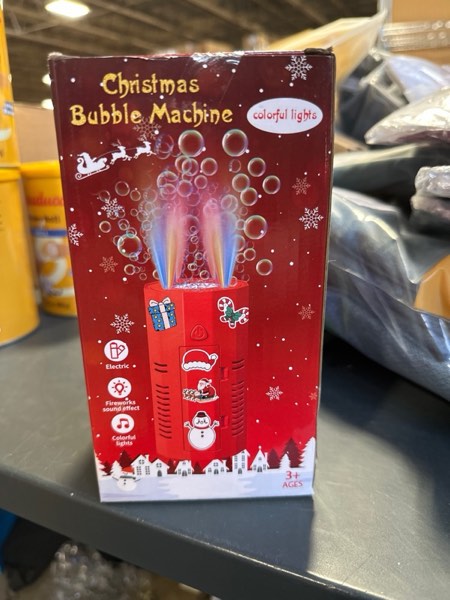 Christmas
Bubble Machine
colorful lights
Electric
Fireworks
sound effect
Colorful
lights
3+
AGES